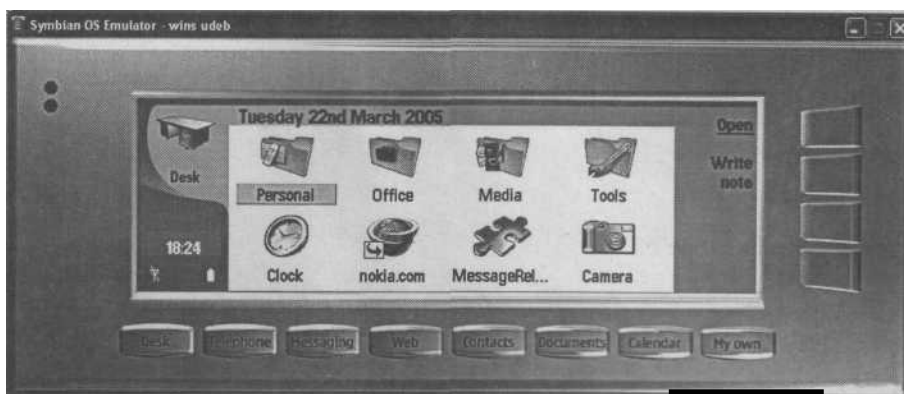 Symbian OS Emulator - wins udeb
Tuesday 22nd March 2005
Open
Desk
Write
note
Personal
Office
Media
Tools
18:24
Clock
nokia.com
MessageRel...
Camera
Desk
Telephone
Messaging
Web
Contacts
Documents
Calendar
My own